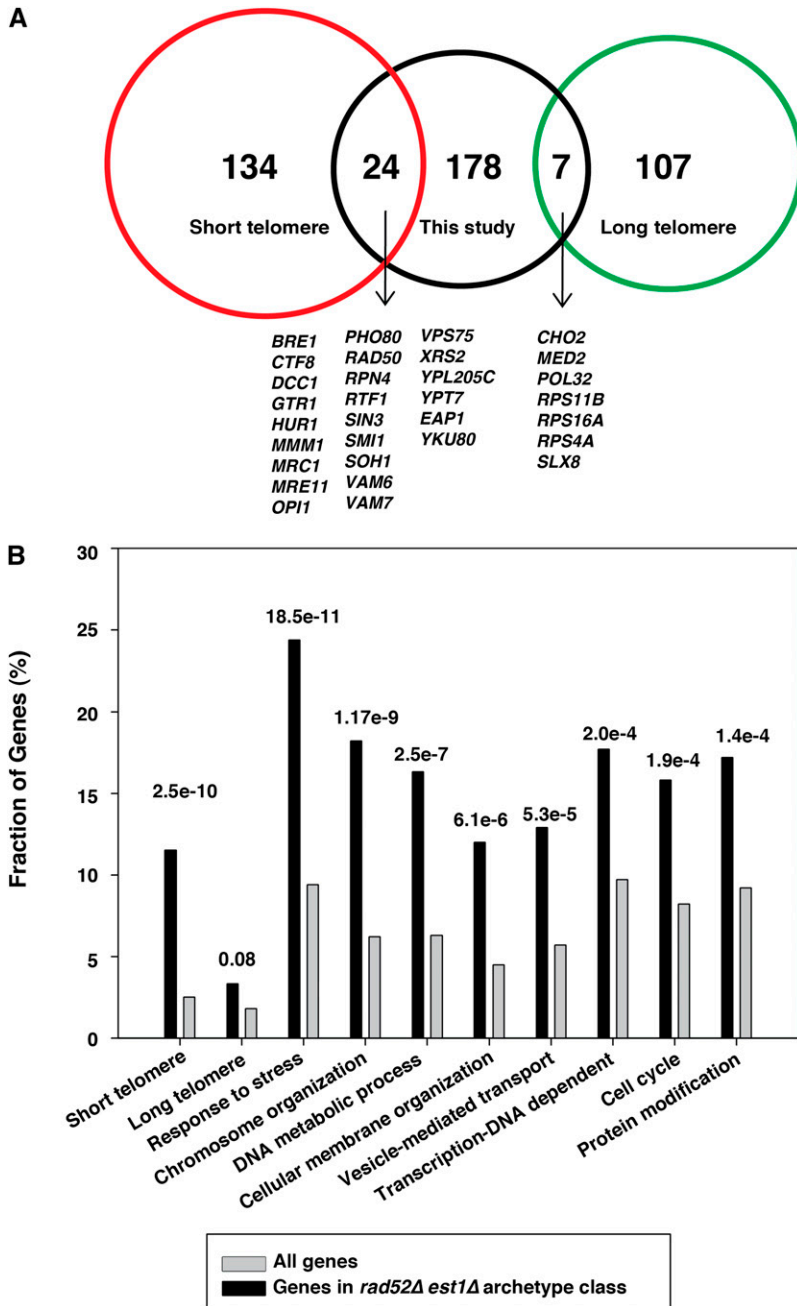 A
134
24
178
7
107
Short telomere
This study
Long telomere
BRE1
CTF8
DCC1
GTR1
HUR1
MMM1
MRC1
MRE11
OPI1
PHO80
RAD50
RPN4
RTF1
SIN3
SMI1
SOH1
VAM6
VAM7
VPS75
XRS2
YPL205C
YPT7
EAP1
YKU80
CHO2
MED2
POL32
RPS11B
RPS16A
RPS4A
SLX8
B
Fraction of Genes (%)
30
25
20
15
10
5
0
2.5e-10
0.08
18.5e-11
1.17e-9
2.5e-7
6.1e-6
5.3e-5
2.0e-4
1.9e-4
1.4e-4
Short telomere
Long telomere
Response to stress
Chromosome organization
DNA metabolic process
Cellular membrane organization
Vesicle-mediated transport
Transcription-DNA dependent
Cell cycle
Protein modification
All genes
Genes in rad52Δ est1Δ archetype class